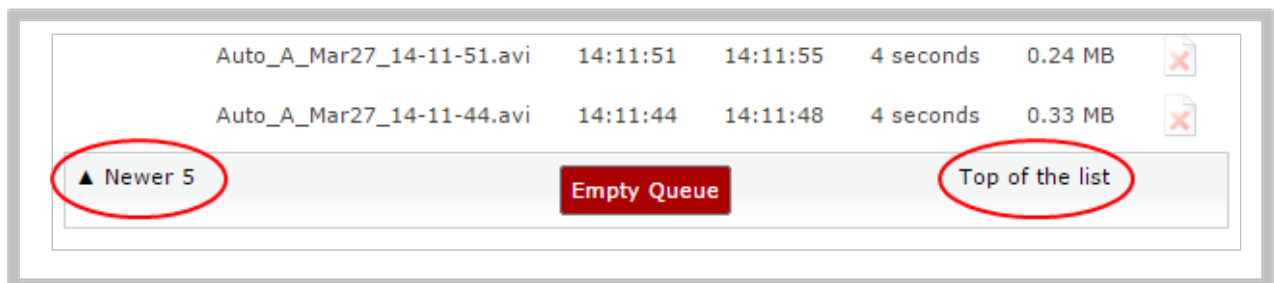 Auto_A_Mar27_14-11-51.avi 14:11:51 14:11:55 4 seconds 0.24 MB
Auto_A_Mar27_14-11-44.avi 14:11:44 14:11:48 4 seconds 0.33 MB
▲ Newer 5 Empty Queue Top of the list